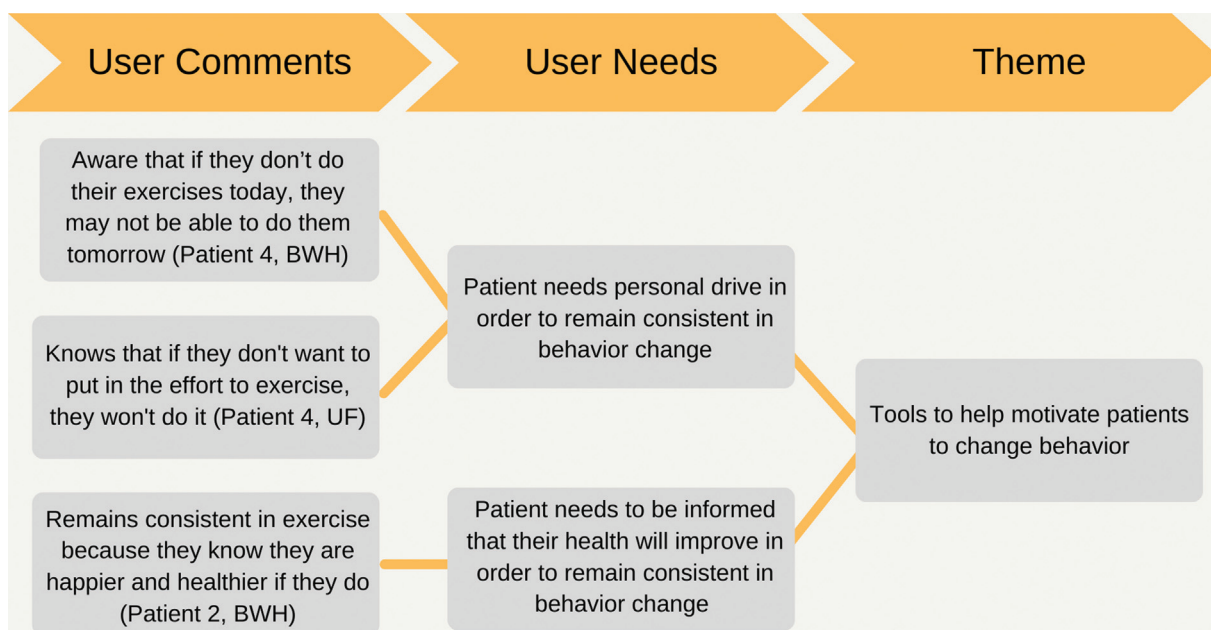 User Comments
User Needs
Theme
Aware that if they don’t do
their exercises today, they
may not be able to do them
tomorrow (Patient 4, BWH)
Knows that if they don't want to
put in the effort to exercise,
they won't do it (Patient 4, UF)
Remains consistent in exercise
because they know they are
happier and healthier if they do
(Patient 2, BWH)
Patient needs personal drive in
order to remain consistent in
behavior change
Patient needs to be informed
that their health will improve in
order to remain consistent in
behavior change
Tools to help motivate patients
to change behavior